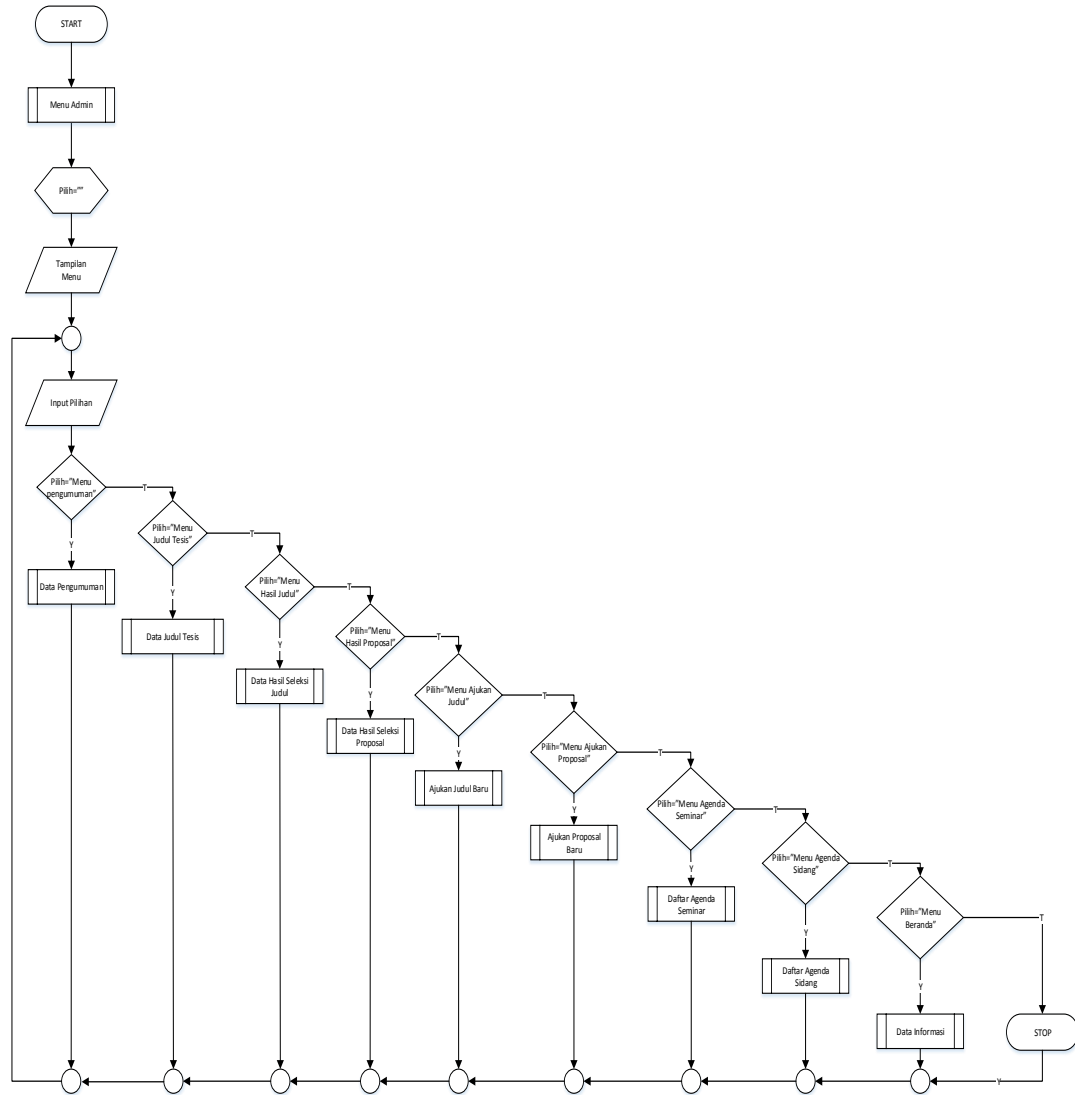 START
Menu Admin
Pilih=""
Tampilan
Menu
Input Pilihan
Pilih="Menu
pengumuman"
T
Y
Data Pengumuman
Pilih="Menu
Judul Tesis"
T
Y
Data Judul Tesis
Pilih="Menu
Hasil Judul"
T
Y
Data Hasil Seleksi
Judul
Pilih="Menu
Hasil Proposal"
T
Y
Data Hasil Seleksi
Proposal
Pilih="Menu Ajukan
Judul"
T
Y
Ajukan Judul Baru
Pilih="Menu Ajukan
Proposal"
T
Y
Ajukan Proposal
Baru
Pilih="Menu Agenda
Seminar"
T
Y
Daftar Agenda
Seminar
Pilih="Menu Agenda
Sidang"
T
Y
Daftar Agenda
Sidang
Pilih="Menu
Beranda"
T
Y
Data Informasi
STOP
Y